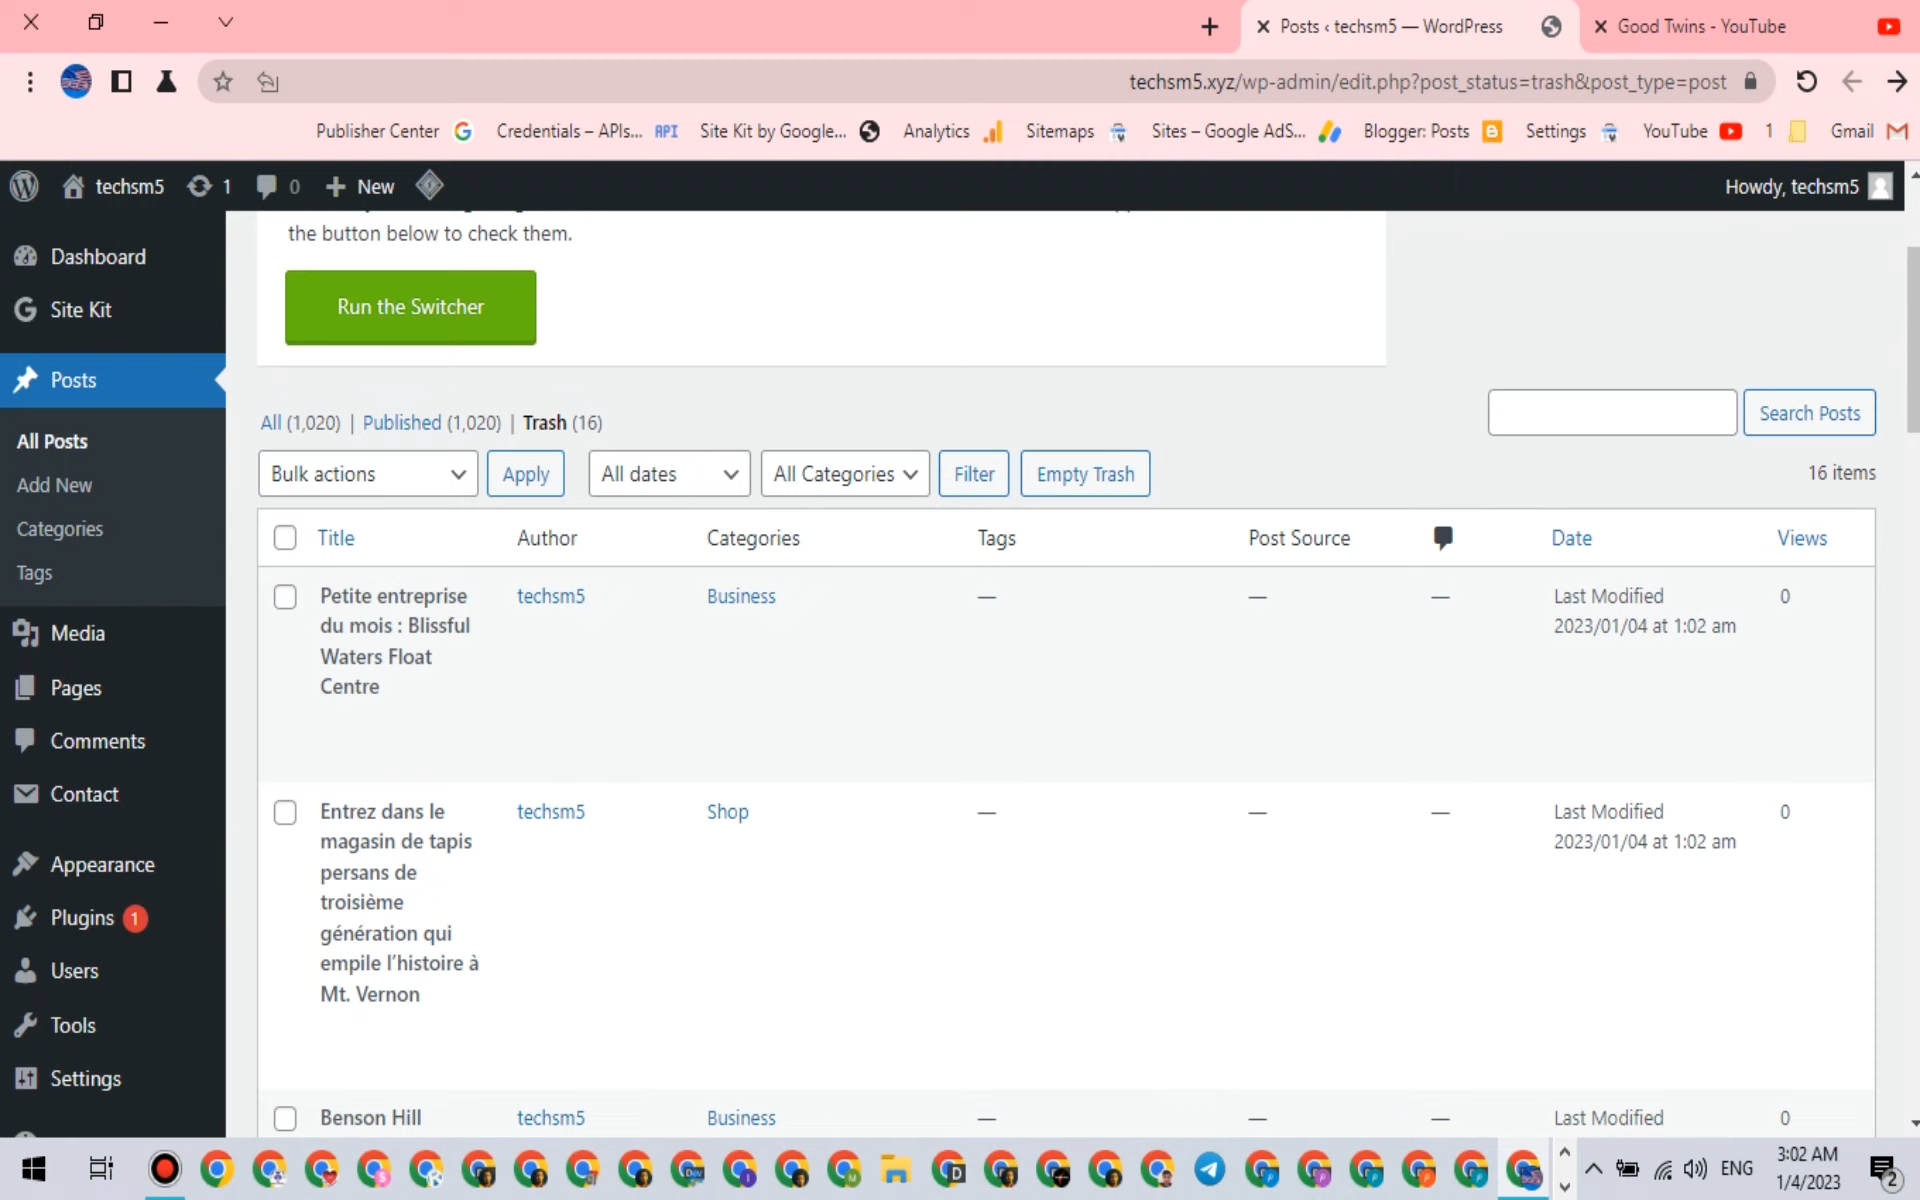 Posts ‹ techsm5 — WordPress
Good Twins - YouTube
techsm5.xyz/wp-admin/edit.php?post_status=trash&post_type=post
Publisher Center
Credentials – APIs... API
Site Kit by Google...
Analytics
Sitemaps
Sites – Google AdS...
Blogger: Posts
Settings
YouTube
1
Gmail
techsm5
1
0
New
Howdy, techsm5
Dashboard
Site Kit
Posts
All Posts
Add New
Categories
Tags
Media
Pages
Comments
Contact
Appearance
Plugins 1
Users
Tools
Settings
the button below to check them.
Run the Switcher
All (1,020) | Published (1,020) | Trash (16)
Search Posts
Bulk actions
Apply
All dates
All Categories
Filter
Empty Trash
16 items
Title
Author
Categories
Tags
Post Source
Date
Views
Petite entreprise
du mois : Blissful
Waters Float
Centre
techsm5
Business
—
—
—
Last Modified
2023/01/04 at 1:02 am
0
Entrez dans le
magasin de tapis
persans de
troisième
génération qui
empile l’histoire à
Mt. Vernon
techsm5
Shop
—
—
—
Last Modified
2023/01/04 at 1:02 am
0
Benson Hill
techsm5
Business
—
—
—
Last Modified
0
ENG
3:02 AM
1/4/2023
2